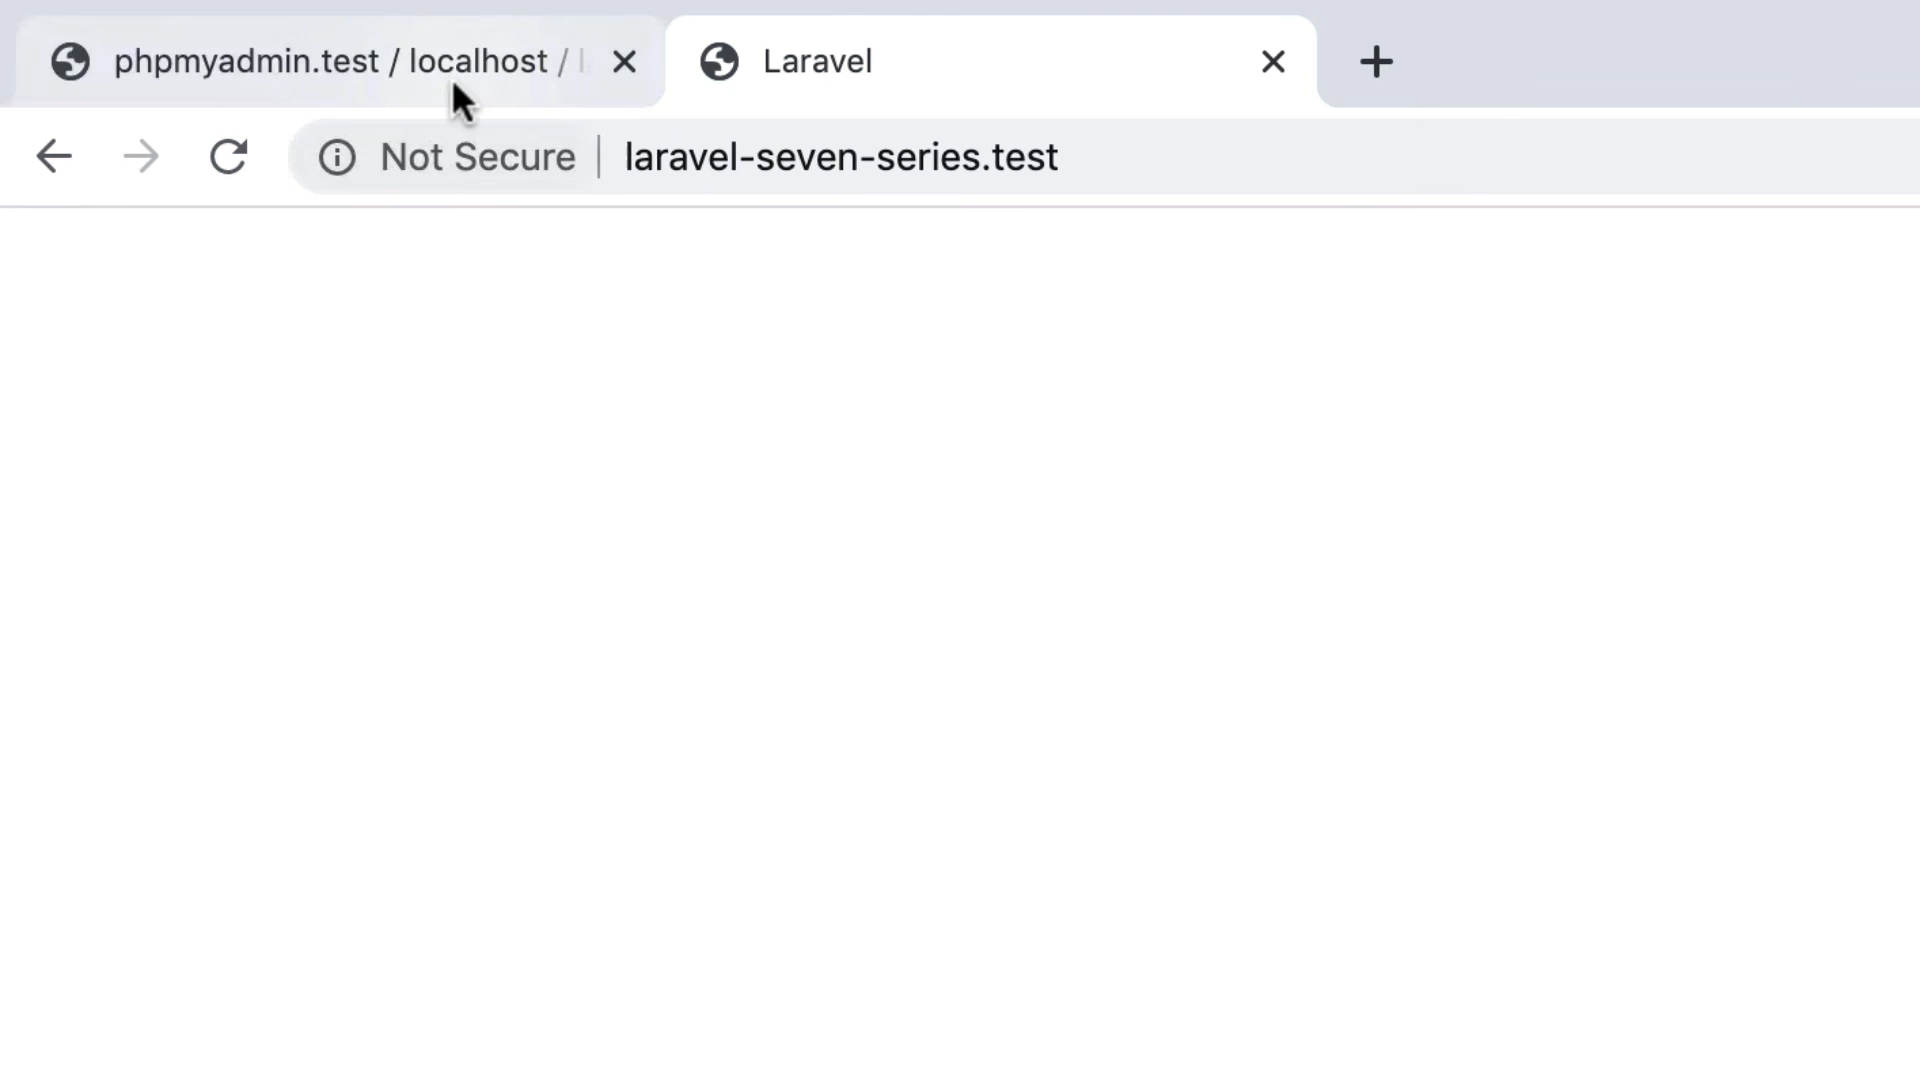 phpmyadmin.test / localhost / l
Laravel
Not Secure
laravel-seven-series.test